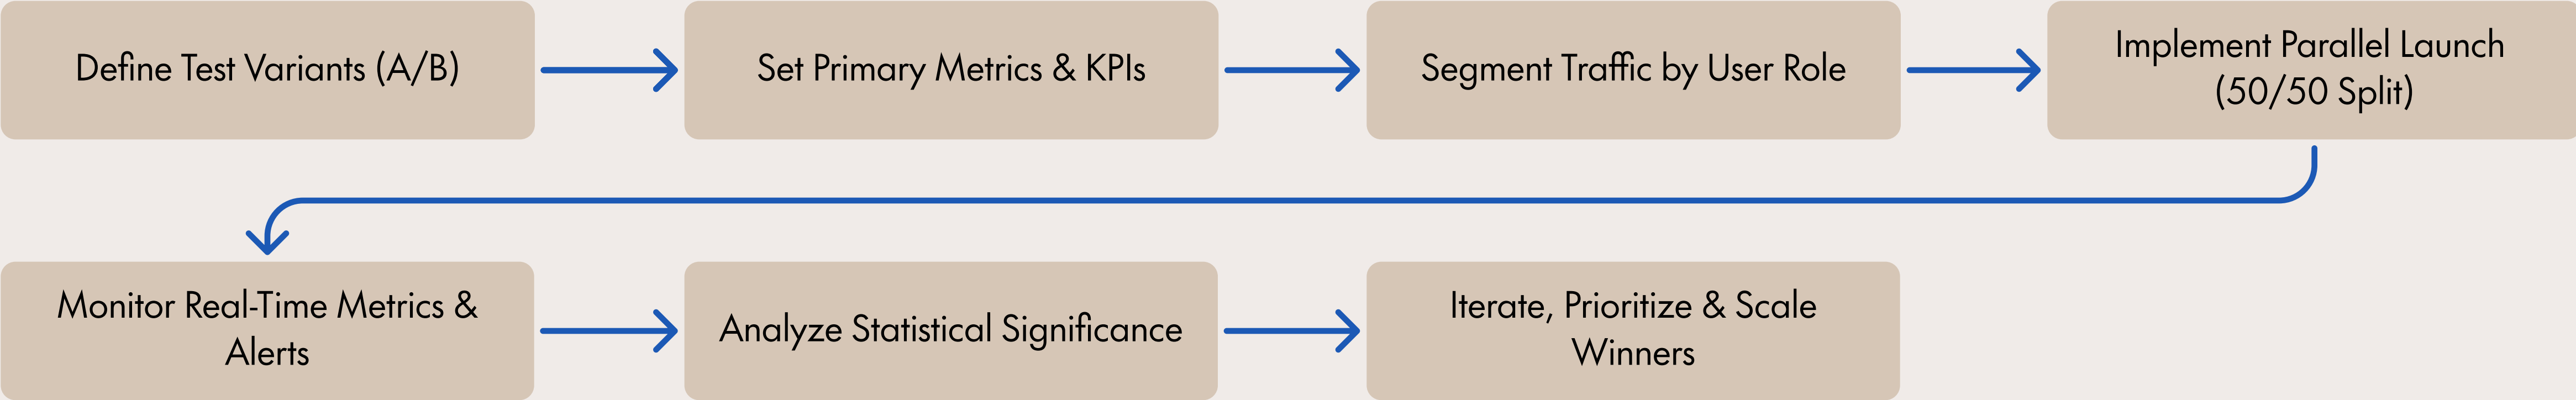 Define Test Variants (A/B)
Set Primary Metrics & KPIs
Segment Traffic by User Role
Implement Parallel Launch
(50/50 Split)
Monitor Real-Time Metrics &
Alerts
Analyze Statistical Significance
Iterate, Prioritize & Scale
Winners